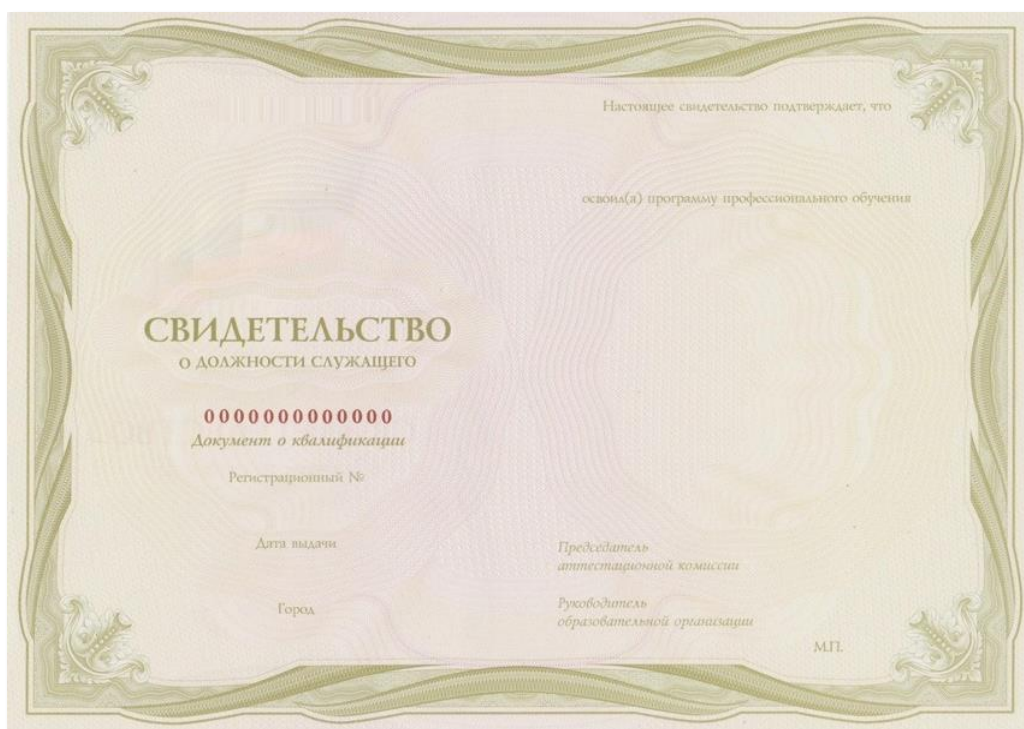 СВИДЕТЕЛЬСТВО
О ДОЛЖНОСТИ СЛУЖАЩЕГО
0000000000000
Документ о квалификации
Регистрационный №
Дата выдачи
Город
Настоящее свидетельство подтверждает, что
освоил(а) программу профессионального обучения
Председатель
аттестационной комиссии
Руководитель
образовательной организации
М.П.